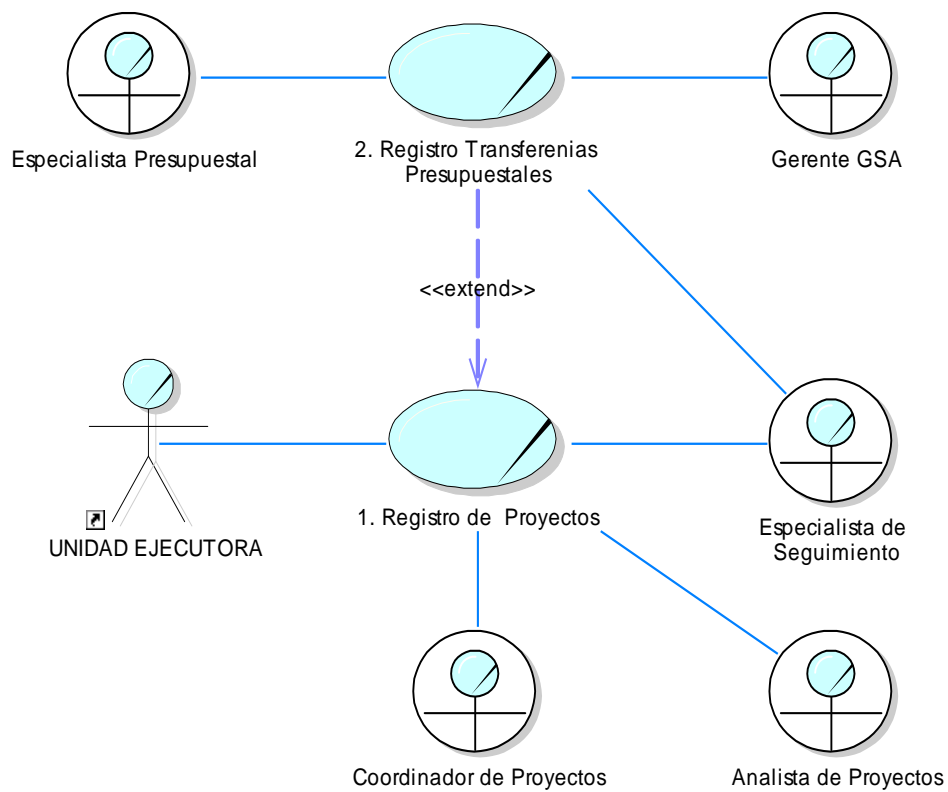 Especialista Presupuestal
2. Registro Transferenias
Presupuestales
Gerente GSA
<<extend>>
UNIDAD EJECUTORA
1. Registro de  Proyectos
Especialista de
Seguimiento
Coordinador de Proyectos
Analista de Proyectos